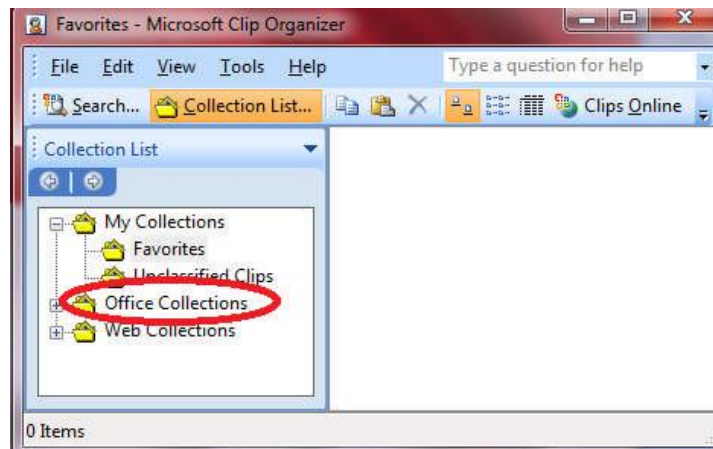 Favorites - Microsoft Clip Organizer
File Edit View Tools Help Type a question for help
Search... Collection List... Clips Online
Collection List
My Collections
Favorites
Unclassified Clips
Office Collections
Web Collections
0 Items